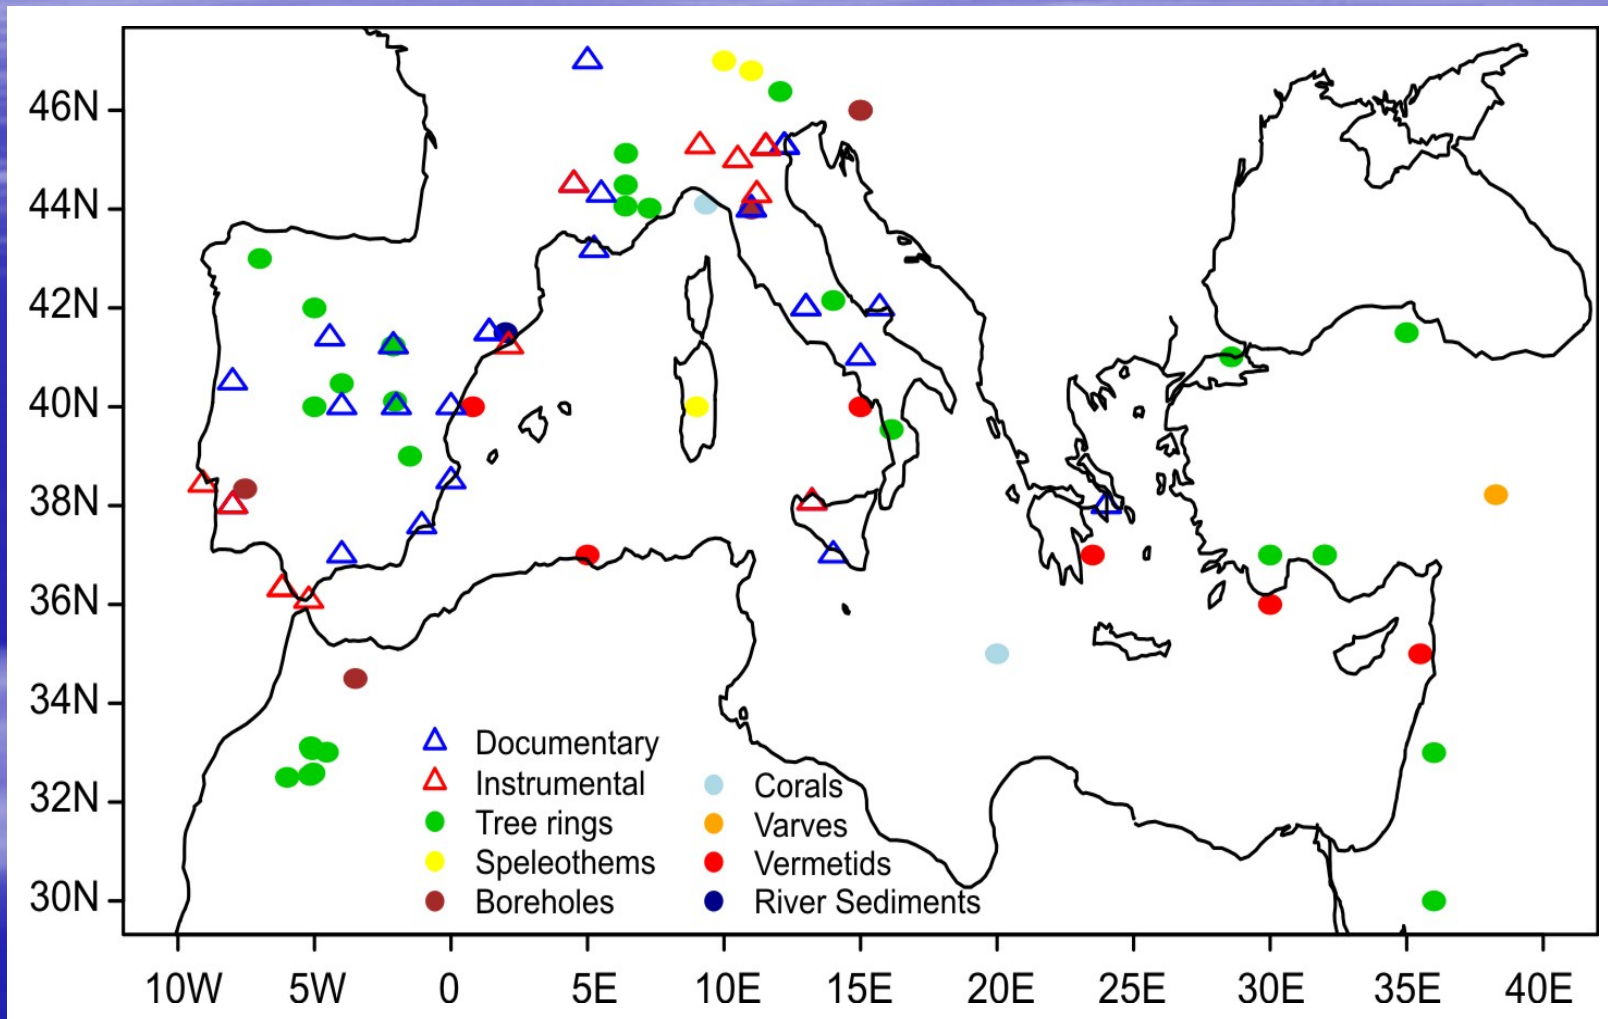 46N
44N
42N
40N
38N
36N
34N
32N
30N
Documentary
Instrumental
Tree rings
Speleothems
Boreholes
Corals
Varves
Vermetids
River Sediments
10W 5W 0 5E 10E 15E 20E 25E 30E 35E 40E